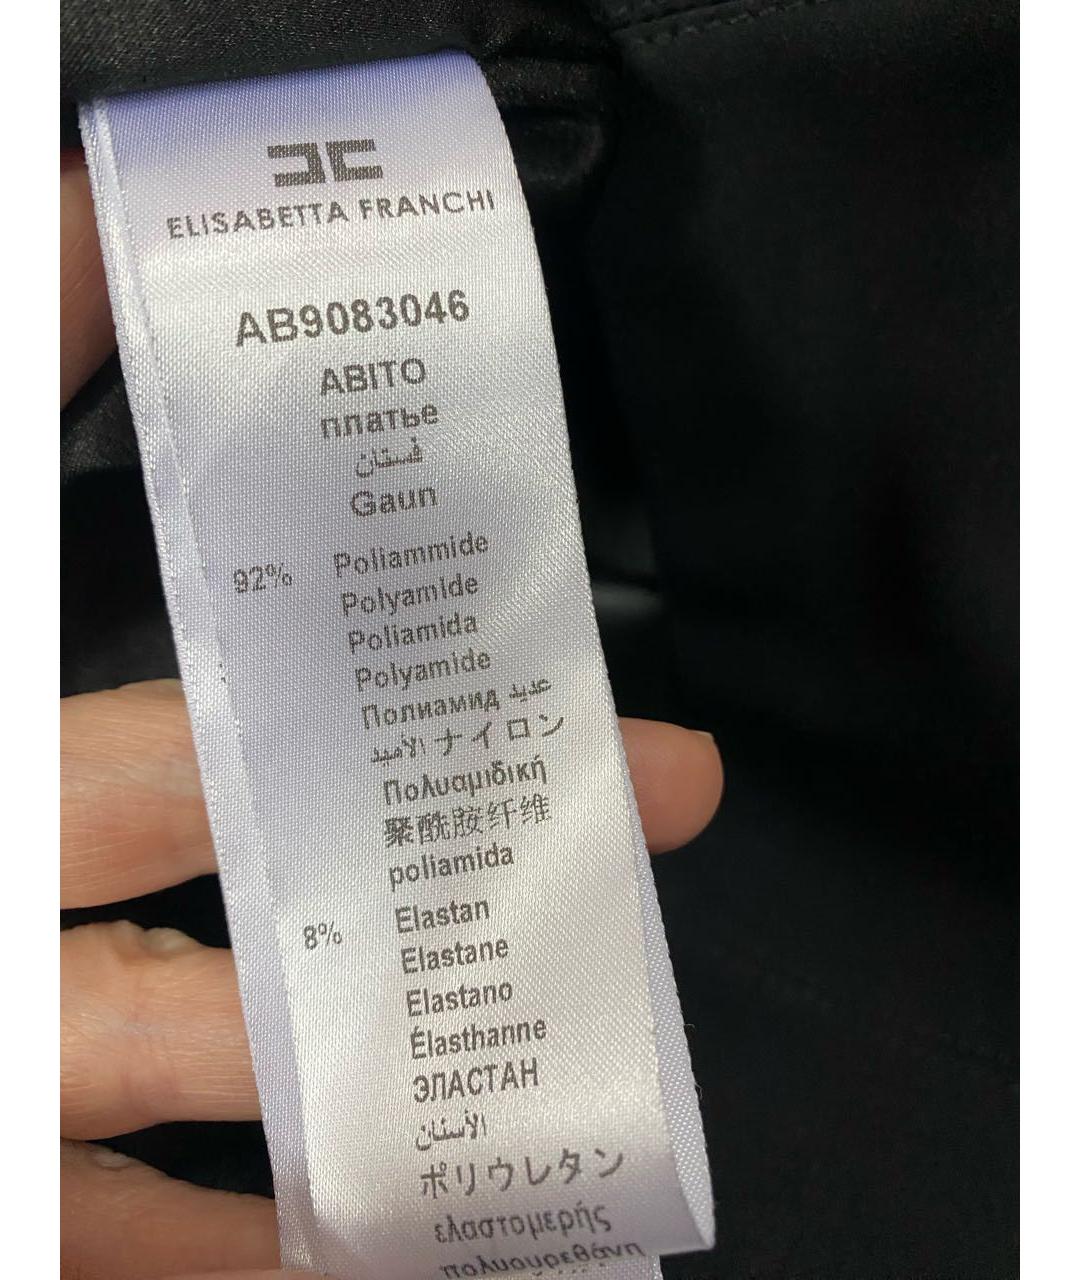 ELISABETTA FRANCHI
AB9083046
ABITO
платье
فستان
Gaun
92% Poliammide
Polyamide
Poliamida
Polyamide
Полиамид عديد
الأميد ナイロン
Πολυαμιδική
聚酰胺纤维
poliamida
8% Elastan
Elastane
Elastano
Élasthanne
ЭЛАСТАН
الأستان
ポリウレタン
ελαστομερής
πολυουρεθάνη